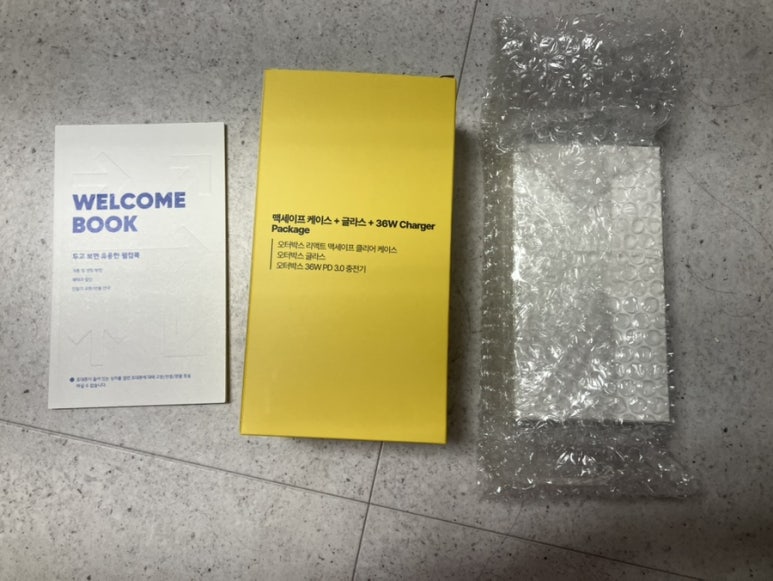 WELCOME
BOOK
두고 보면 유용한 웰컴북
맥세이프 케이스 + 글라스 + 36W Charger
Package
오터박스 리액트 맥세이프 클리어 케이스
오터박스 글라스
오터박스 36W PD 3.0 충전기